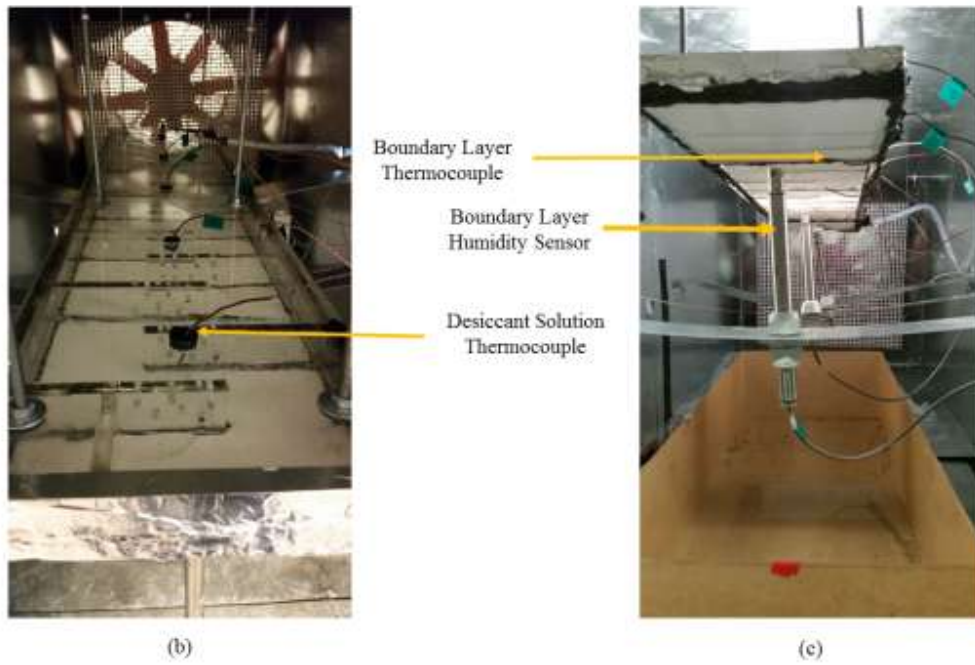 Boundary Layer
Thermocouple
Boundary Layer
Humidity Sensor
Desiccant Solution
Thermocouple
(b)
(c)